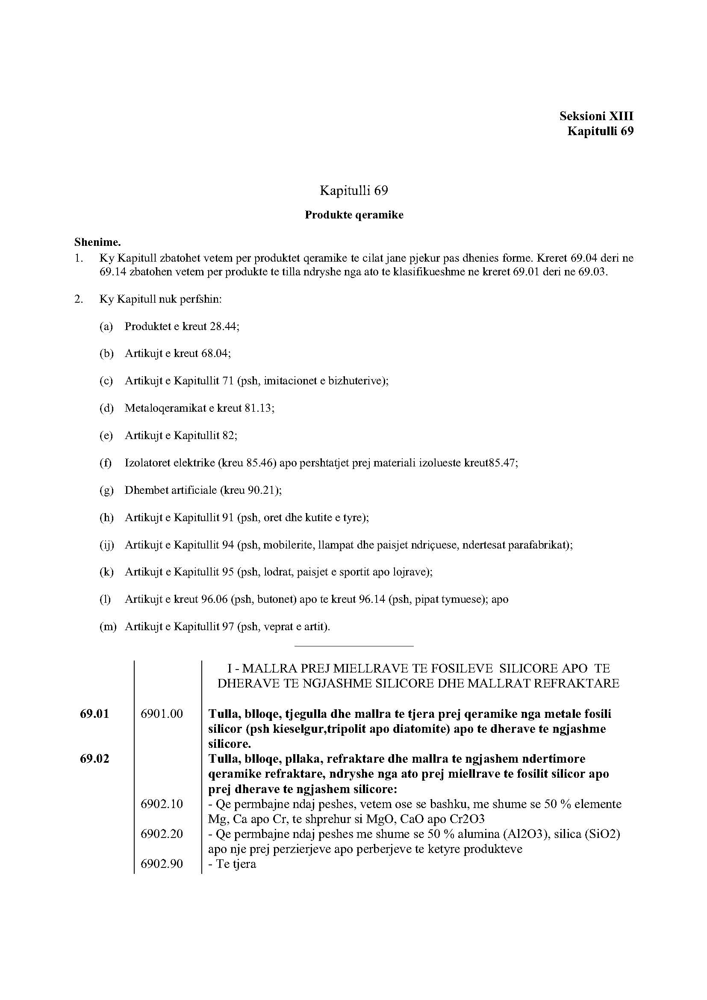 Seksioni XIII
Kapitulli 69
Kapitulli 69
Produkte qeramike
Shenime.
1. Ky Kapitull zbatohet vetem per produktet qeramike te cilat jane pjekur pas dhenies forme. Kreret 69.04 deri ne
69.14 zbatohen vetem per produkte te tilla ndryshe nga ato te klasifikueshme ne kreret 69.01 deri ne 69.03.
2. Ky Kapitull nuk perfshin:
(a) Produktet e kreut 28.44;
(b) Artikujt e kreut 68.04;
(c) Artikujt e Kapitullit 71 (psh, imitacionet e bizhuterive);
(d) Metaloqeramikat e kreut 81.13;
(e) Artikujt e Kapitullit 82;
(f) Izolatoret elektrike (kreu 85.46) apo pershtatjet prej materiali izolueste kreut85.47;
(g) Dhembet artificiale (kreu 90.21);
(h) Artikujt e Kapitullit 91 (psh, oret dhe kutite e tyre);
(ij) Artikujt e Kapitullit 94 (psh, mobilerite, llampat dhe paisjet ndriçuese, ndertesat parafabrikat);
(k) Artikujt e Kapitullit 95 (psh, lodrat, paisjet e sportit apo lojrave);
(l) Artikujt e kreut 96.06 (psh, butonet) apo te kreut 96.14 (psh, pipat tymuese); apo
(m) Artikujt e Kapitullit 97 (psh, veprat e artit).
I - MALLRA PREJ MIELLRAVE TE FOSILEVE SILICORE APO TE
DHERAVE TE NGJASHME SILICORE DHE MALLRAT REFRAKTARE
69.01 6901.00 Tulla, blloqe, tjegulla dhe mallra te tjera prej qeramike nga metale fosili
silicor (psh kieselgur,tripolit apo diatomite) apo te dherave te ngjashme
silicore.
69.02 Tulla, blloqe, pllaka, refraktare dhe mallra te ngjashem ndertimore
qeramike refraktare, ndryshe nga ato prej miellrave te fosilit silicor apo
prej dherave te ngjashem silicore:
6902.10 - Qe permbajne ndaj peshes, vetem ose se bashku, me shume se 50 % elemente
Mg, Ca apo Cr, te shprehur si MgO, CaO apo Cr2O3
6902.20 - Qe permbajne ndaj peshes me shume se 50 % alumina (Al2O3), silica (SiO2)
apo nje prej perzierjeve apo perberjeve te ketyre produkteve
6902.90 - Te tjera